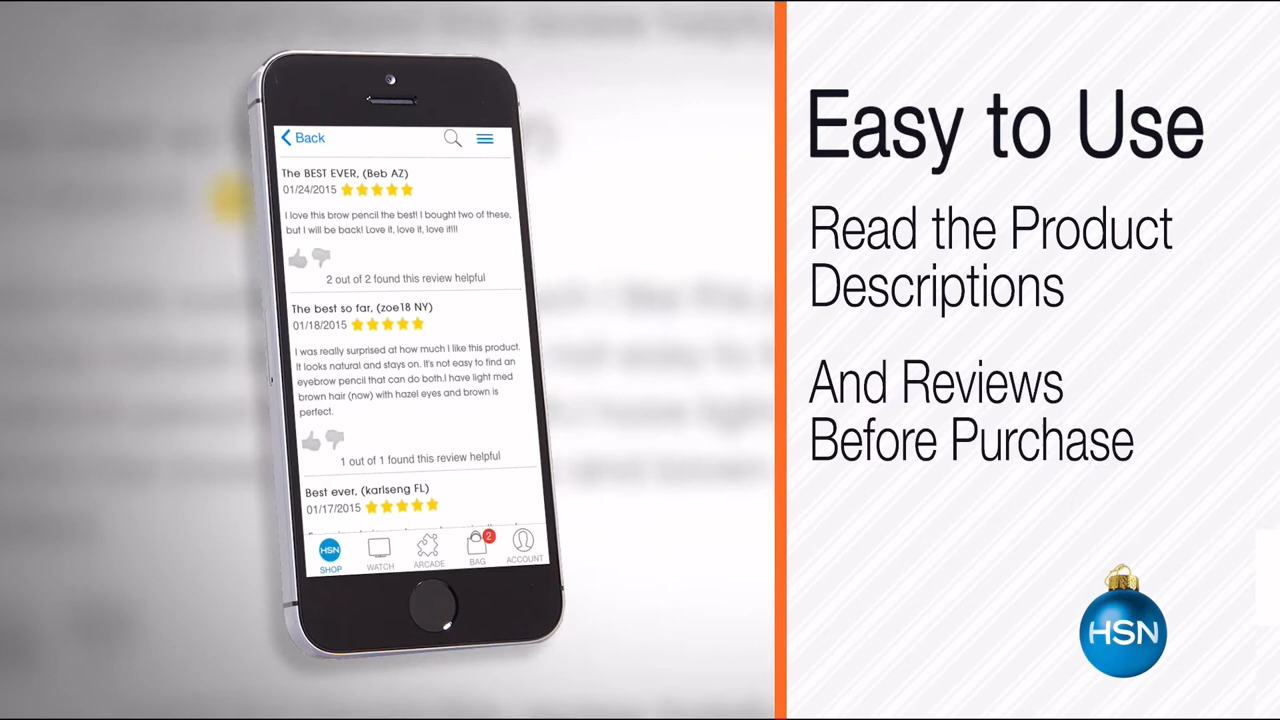 Back
The BEST EVER, (Beb AZ)
01/24/2015
I love this brow pencil the best! I bought two of these,
but I will be back! Love it, love it, love it!!!
2 out of 2 found this review helpful
The best so far, (zoe18 NY)
01/18/2015
I was really surprised at how much I like this product.
It looks natural and stays on. It's not easy to find an
eyebrow pencil that can do both.I have light med
brown hair (now) with hazel eyes and brown is
perfect.
1 out of 1 found this review helpful
Best ever, (karlseng FL)
01/17/2015
HSN
2
SHOP WATCH ARCADE BAG ACCOUNT
Easy to Use
Read the Product
Descriptions
And Reviews
Before Purchase
HSN